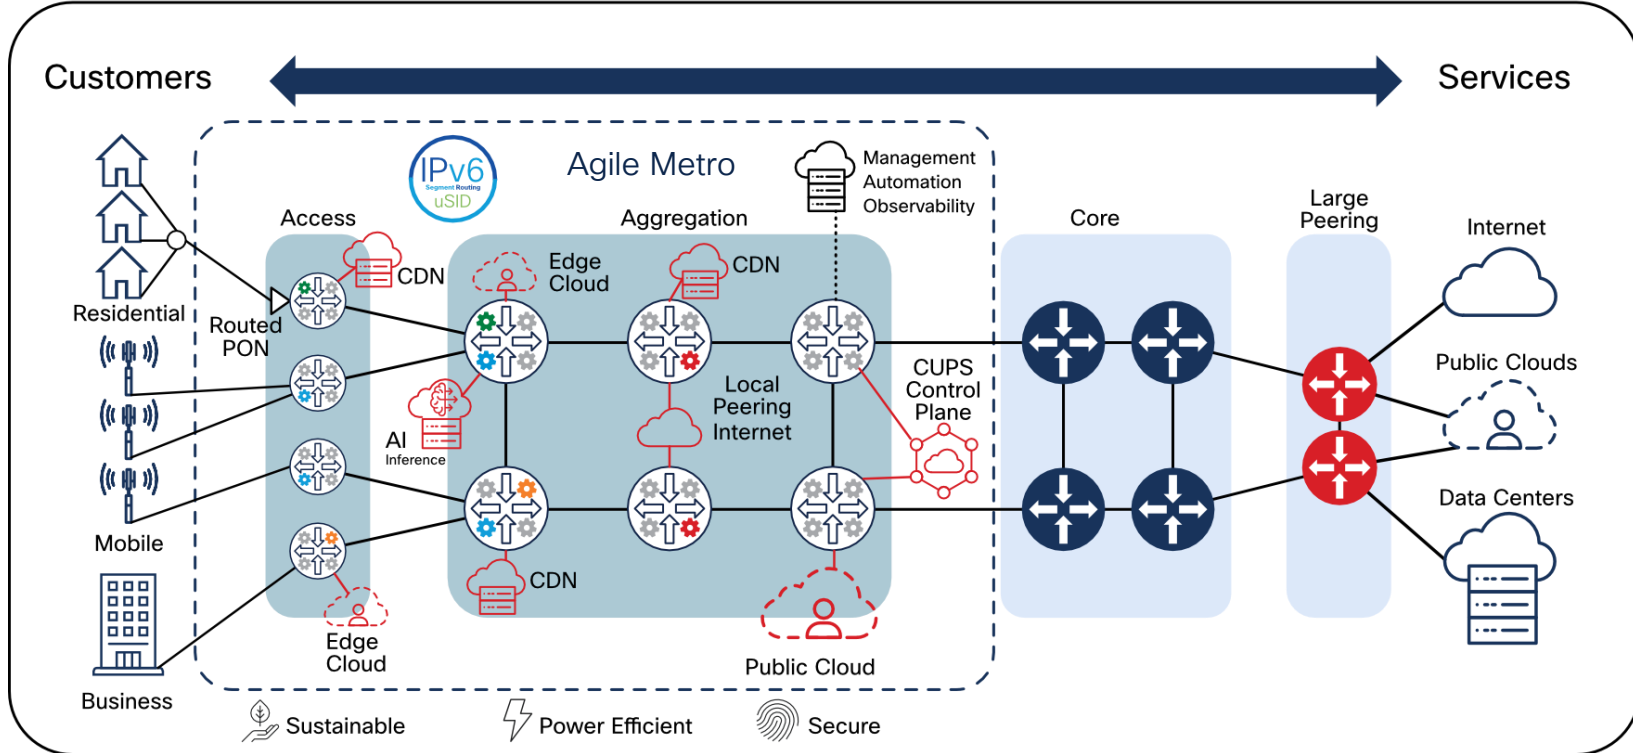 Customers
Services
IPv6
Segment Routing
uSID
Agile Metro
Management
Automation
Observability
Access
Aggregation
Core
Large
Peering
Internet
CDN
Edge
Cloud
CDN
Residential
Routed
PON
Public Clouds
CUPS
Control
Plane
Local
Peering
Internet
AI
Inference
Data Centers
Mobile
CDN
Edge
Cloud
Public Cloud
Business
Sustainable
Power Efficient
Secure